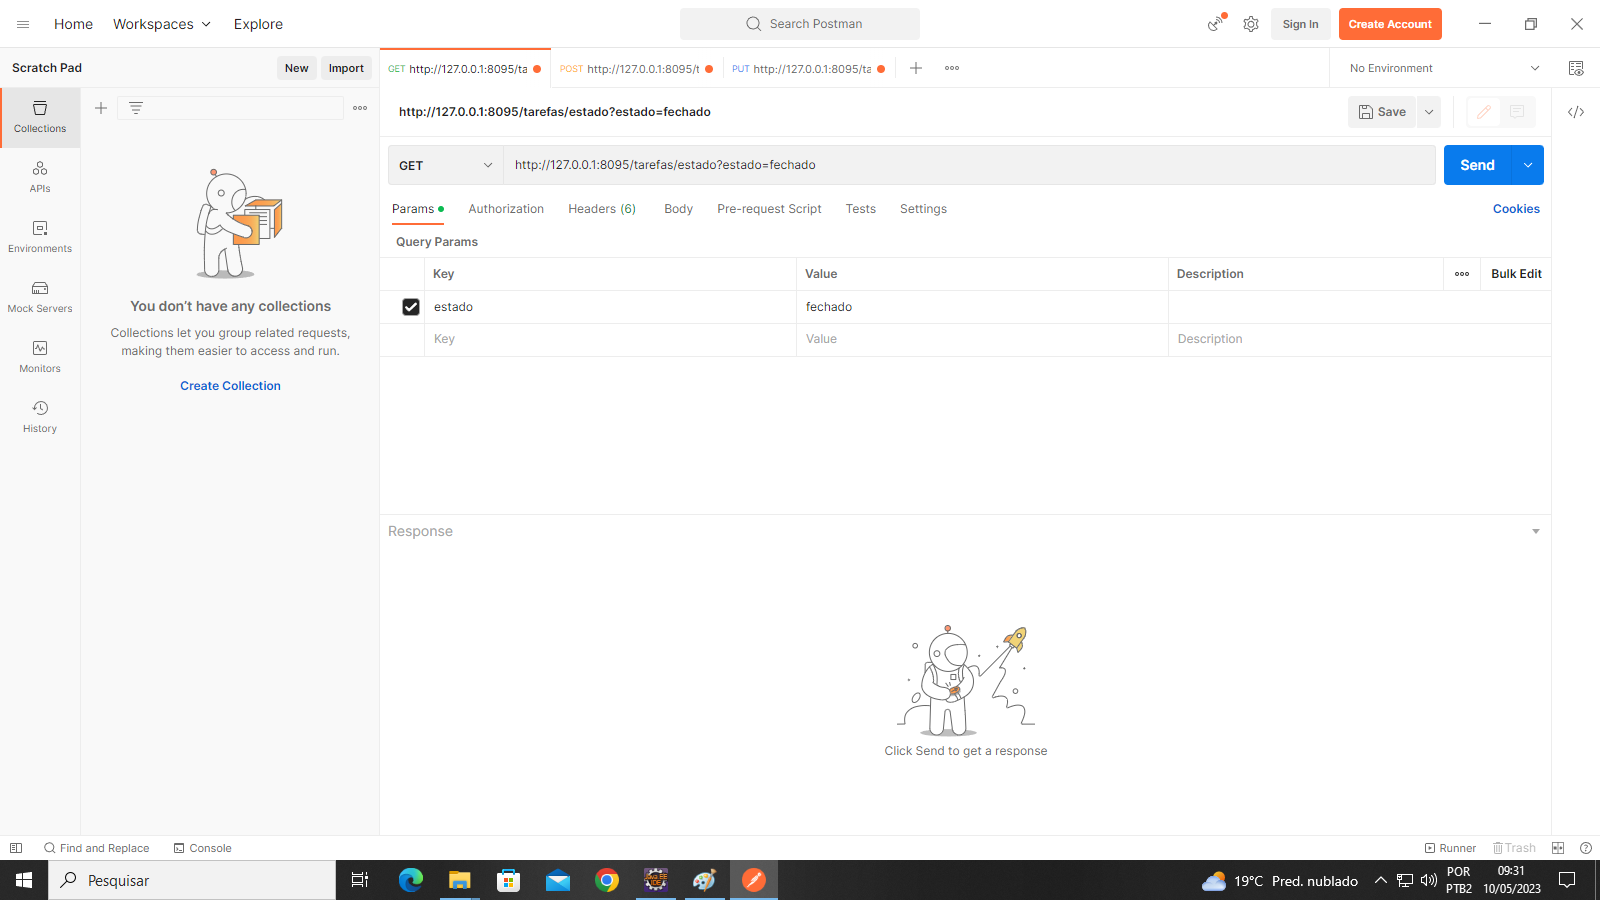 Home Workspaces Explore Search Postman Sign In Create Account
Scratch Pad New Import GET http://127.0.0.1:8095/ta POST http://127.0.0.1:8095/t PUT http://127.0.0.1:8095/ta No Environment
Collections
APIs
Environments
Mock Servers
Monitors
History
You don’t have any collections
Collections let you group related requests,
making them easier to access and run.
Create Collection
http://127.0.0.1:8095/tarefas/estado?estado=fechado Save
GET http://127.0.0.1:8095/tarefas/estado?estado=fechado Send
Params Authorization Headers (6) Body Pre-request Script Tests Settings Cookies
Query Params
Key Value Description Bulk Edit
estado fechado
Key Value Description
Response
Click Send to get a response
Find and Replace Console Runner Trash
Pesquisar 19°C Pred. nublado POR 09:31
PTB2 10/05/2023